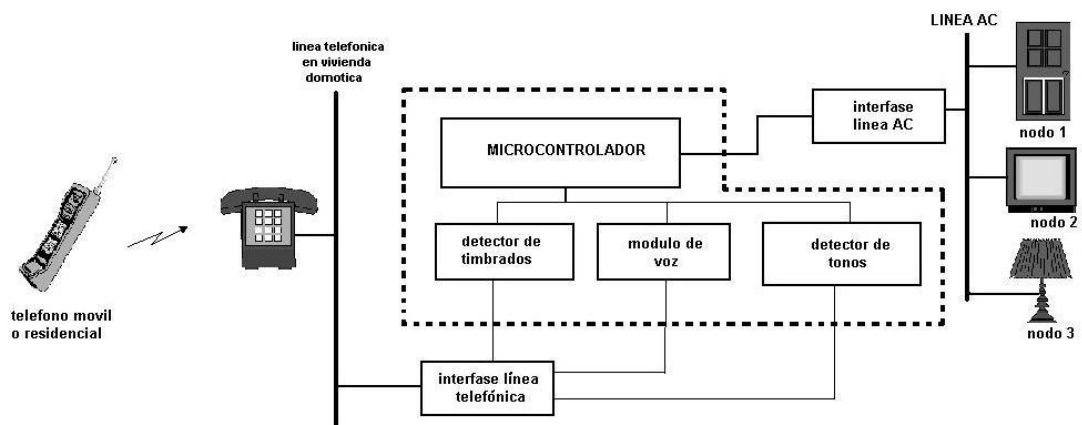 LINEA AC
linea telefonica
en vivienda
domotica
interfase
linea AC
nodo 1
MICROCONTROLADOR
nodo 2
detector de
timbrados
modulo de
voz
detector de
tonos
telefono movil
o residencial
nodo 3
interfase línea
telefónica